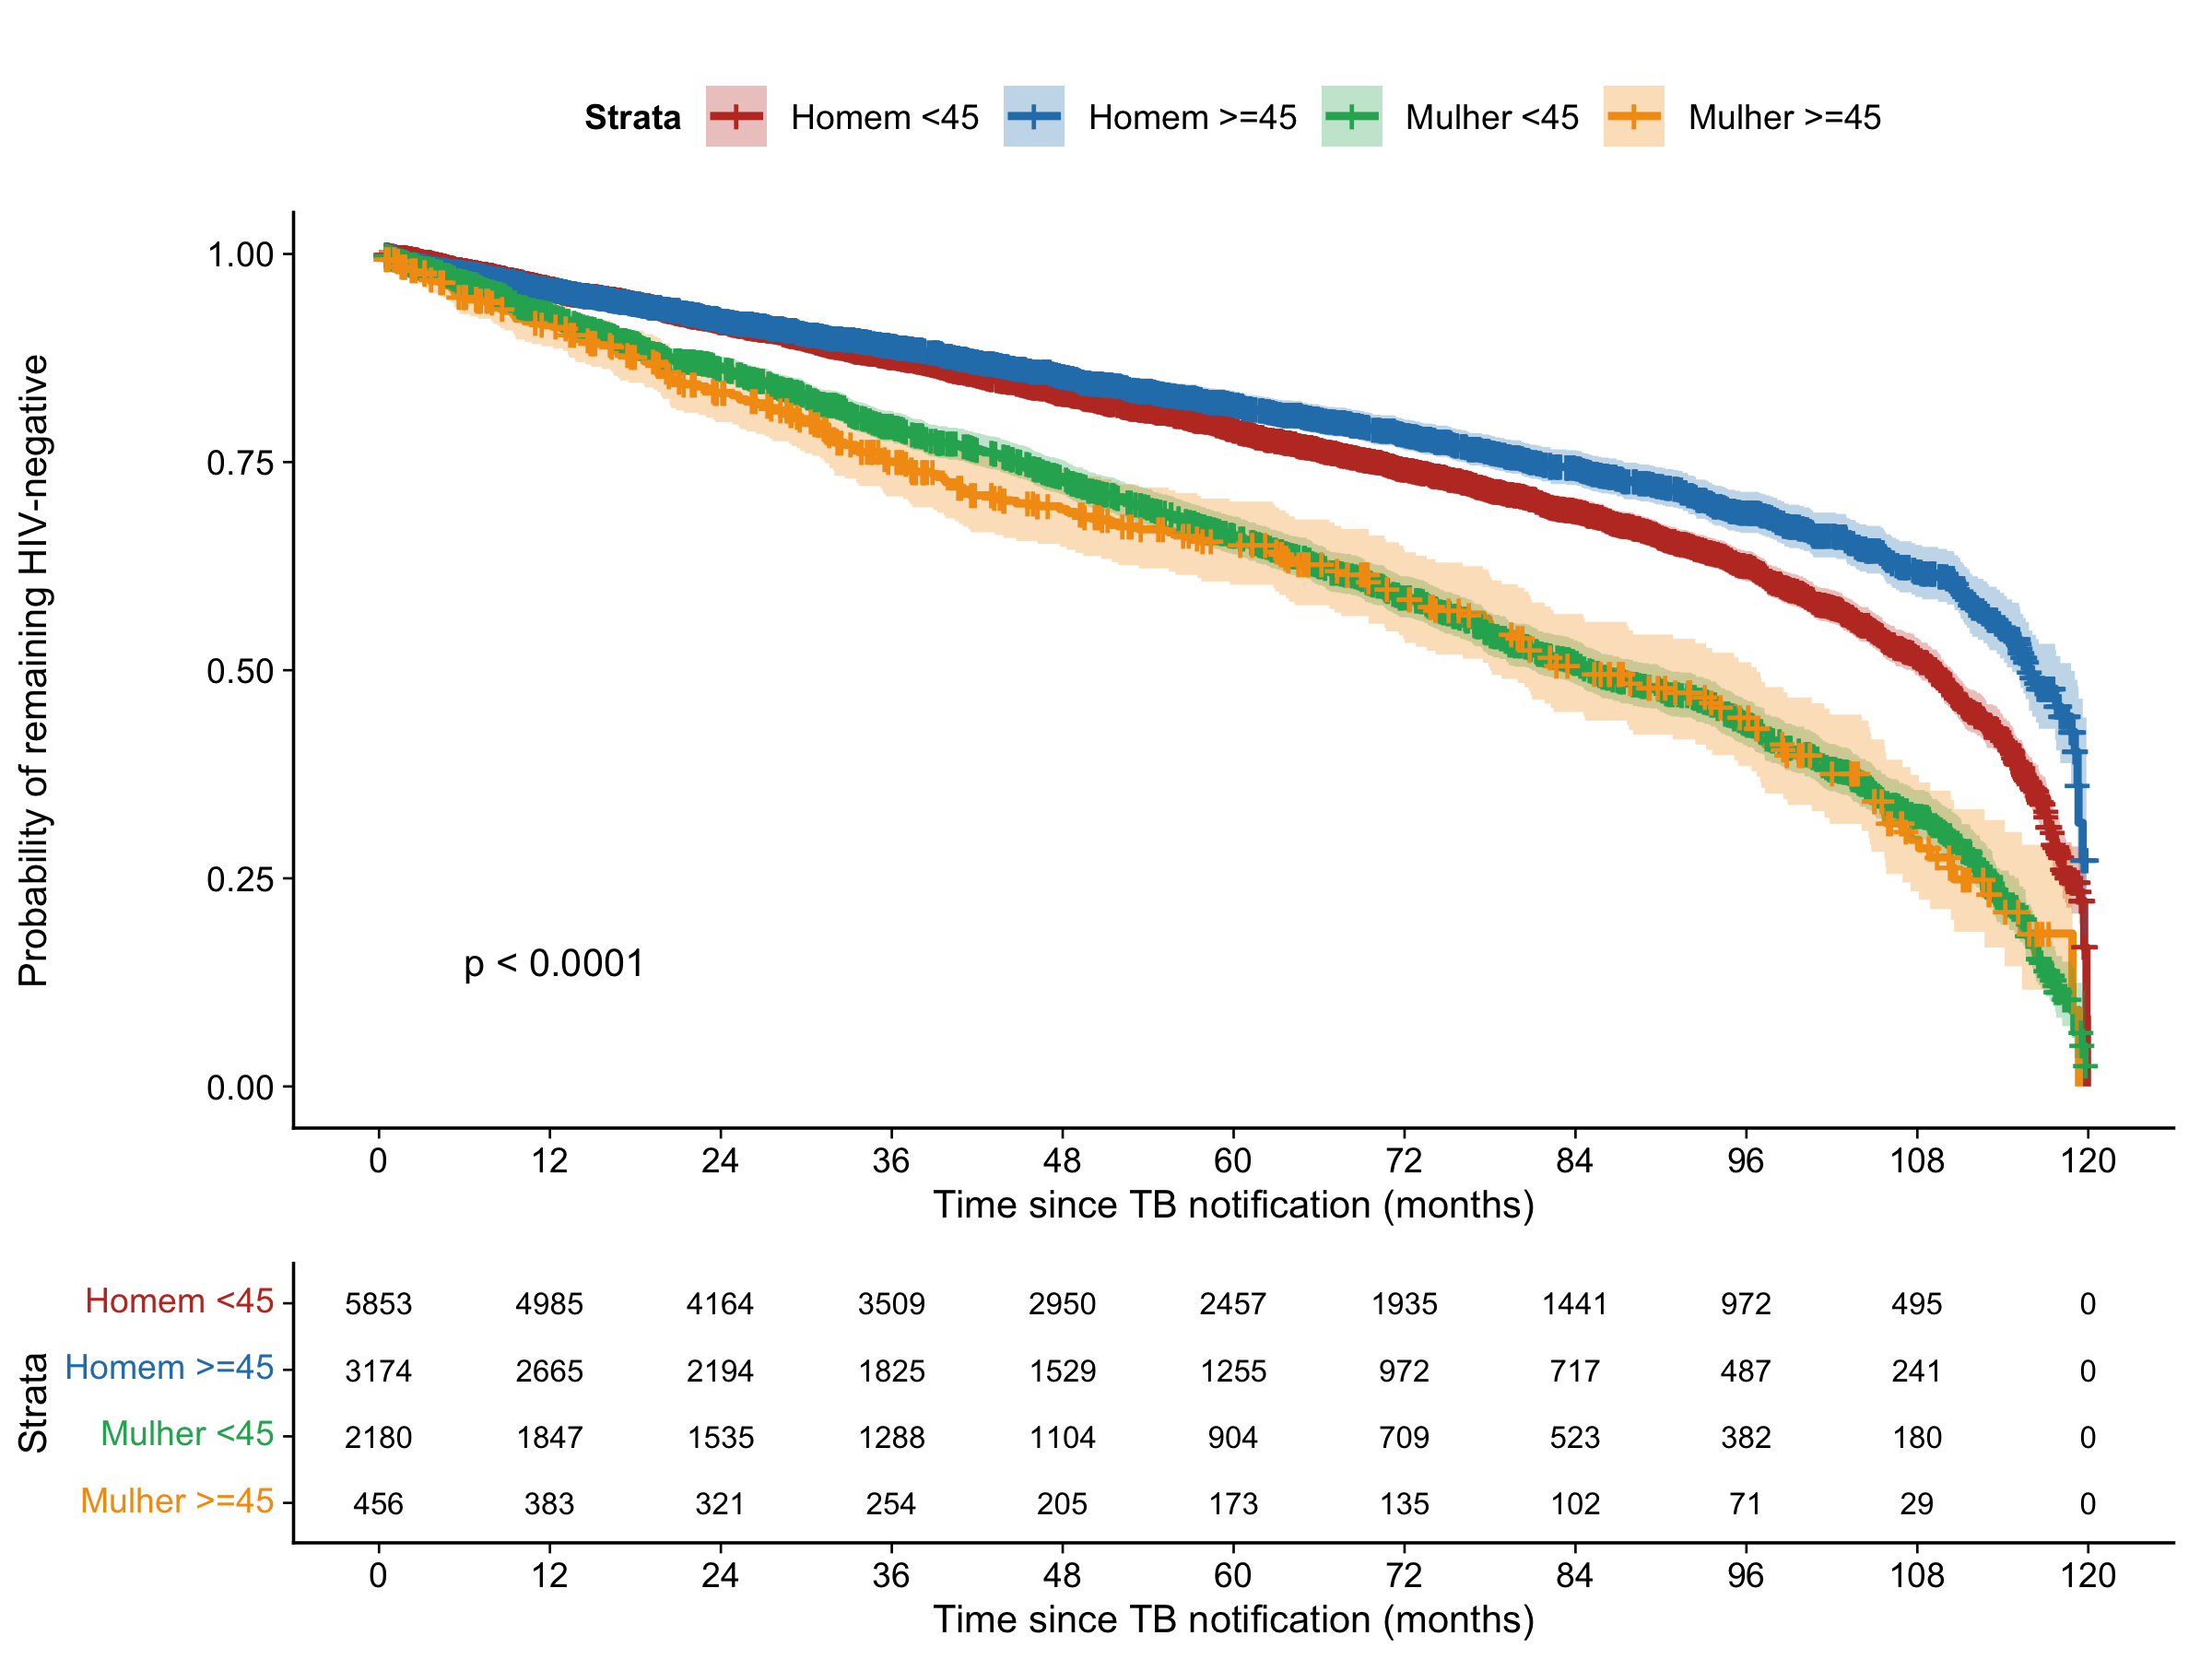 Strata Homem <45 Homem >=45 Mulher <45 Mulher >=45
Probability of remaining HIV-negative
1.00
0.75
0.50
0.25
0.00
p < 0.0001
0 12 24 36 48 60 72 84 96 108 120
Time since TB notification (months)
Strata
Homem <45 5853 4985 4164 3509 2950 2457 1935 1441 972 495 0
Homem >=45 3174 2665 2194 1825 1529 1255 972 717 487 241 0
Mulher <45 2180 1847 1535 1288 1104 904 709 523 382 180 0
Mulher >=45 456 383 321 254 205 173 135 102 71 29 0
0 12 24 36 48 60 72 84 96 108 120
Time since TB notification (months)